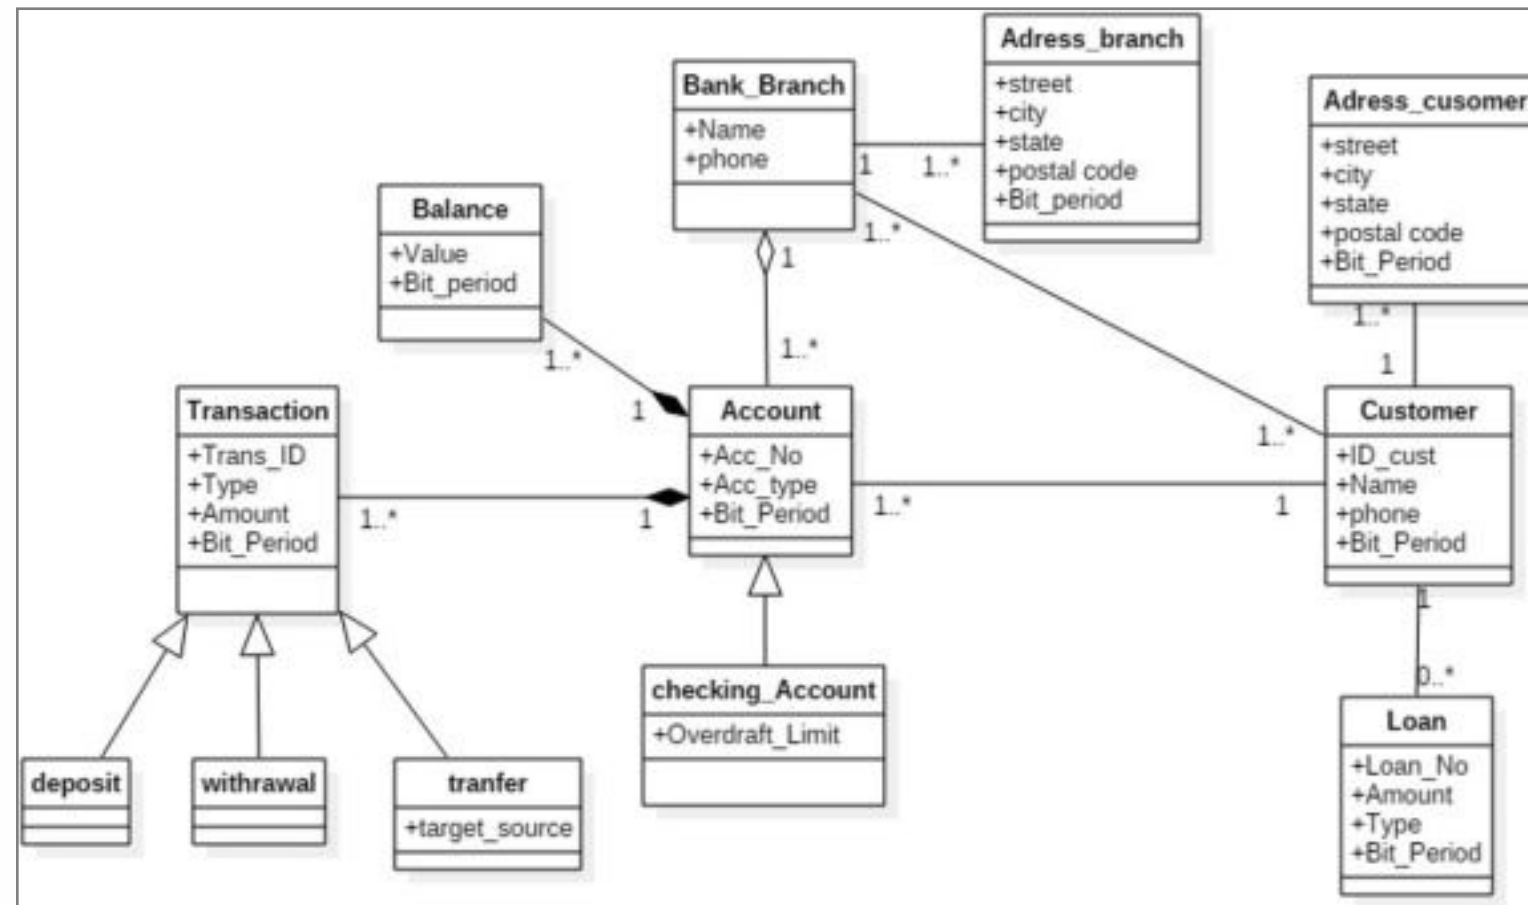 Adress_branch
+street
+city
+state
+postal code
+Bit_period
Bank_Branch
+Name
+phone
1
1..*
1..*
1
1..*
Adress_cusomer
+street
+city
+state
+postal code
+Bit_Period
1..*
1
Balance
+Value
+Bit_period
1..*
1
Transaction
+Trans_ID
+Type
+Amount
+Bit_Period
1..*
1
Account
+Acc_No
+Acc_type
+Bit_Period
1..*
1
1..*
Customer
+ID_cust
+Name
+phone
+Bit_Period
1
0..*
checking_Account
+Overdraft_Limit
Loan
+Loan_No
+Amount
+Type
+Bit_Period
deposit
withrawal
tranfer
+target_source